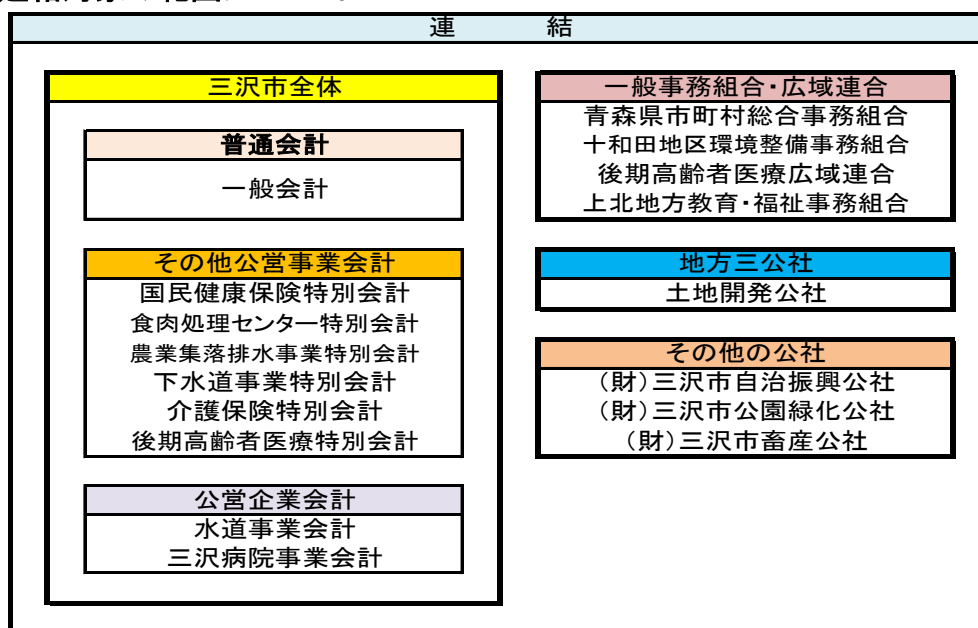 連　結
三沢市全体
普通会計
一般会計
その他公営事業会計
国民健康保険特別会計
食肉処理センター特別会計
農業集落排水事業特別会計
下水道事業特別会計
介護保険特別会計
後期高齢者医療特別会計
公営企業会計
水道事業会計
三沢病院事業会計
一般事務組合・広域連合
青森県市町村総合事務組合
十和田地区環境整備事務組合
後期高齢者医療広域連合
上北地方教育・福祉事務組合
地方三公社
土地開発公社
その他の公社
（財）三沢市自治振興公社
（財）三沢市公園緑化公社
（財）三沢市畜産公社